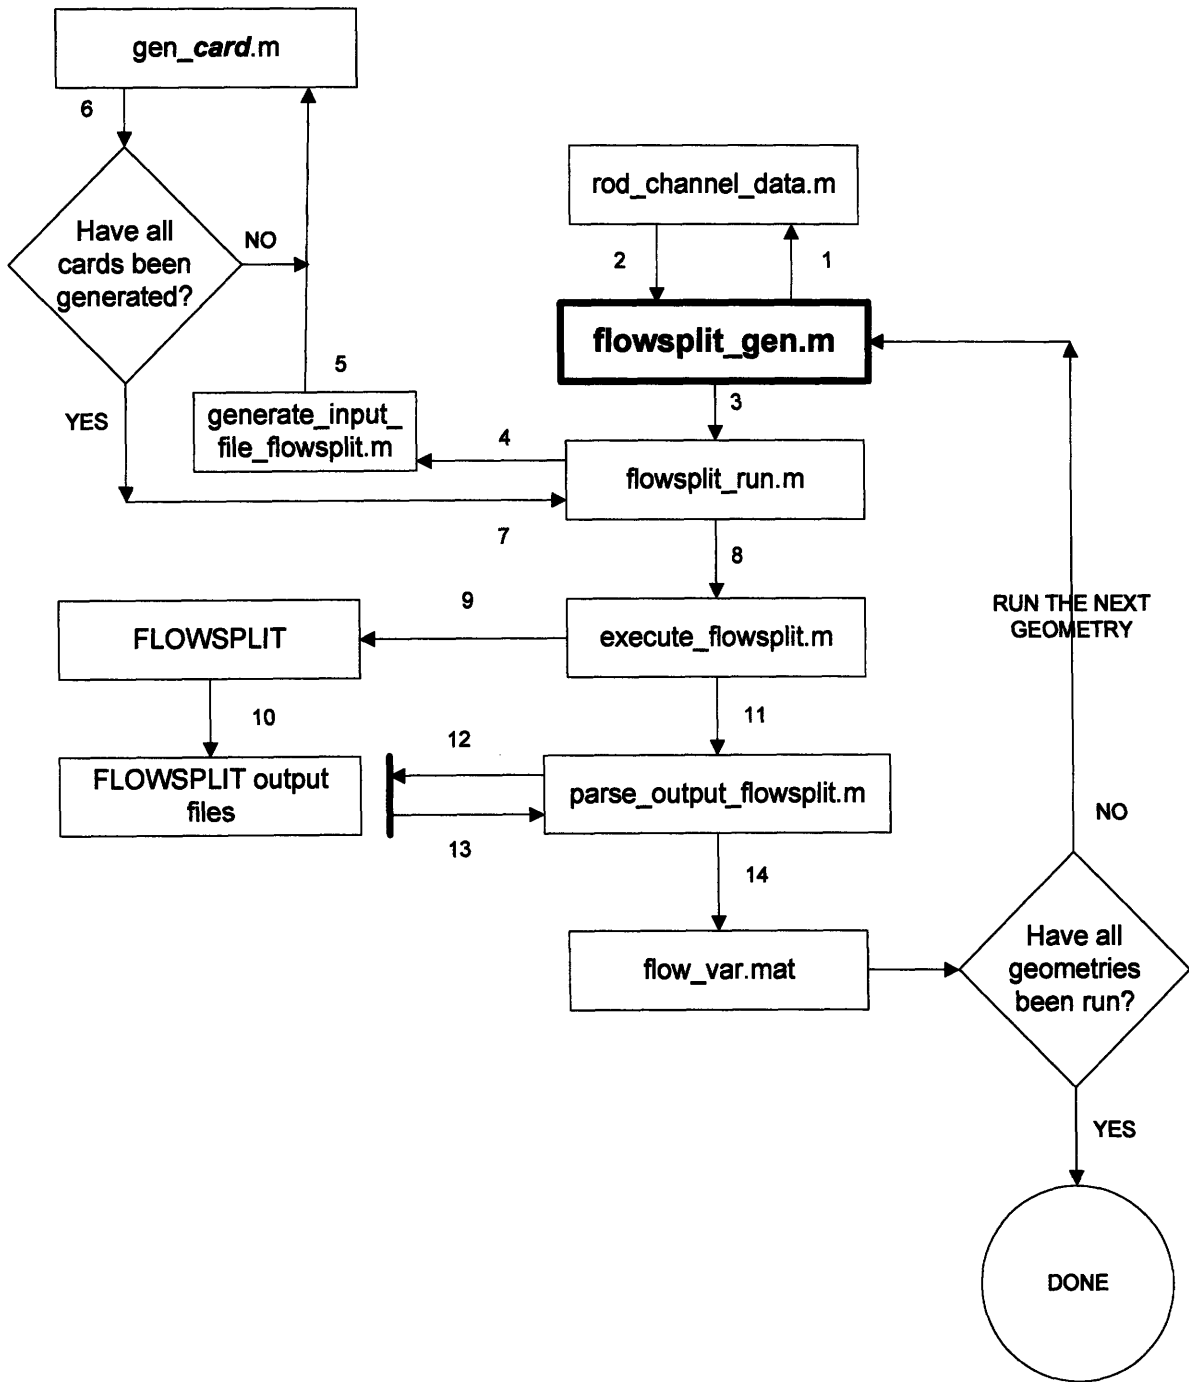 gen_card.m
6
Have all
cards been
generated?
NO
YES
5
generate_input_
file_flowsplit.m
rod_channel_data.m
2
1
flowsplit_gen.m
3
4
flowsplit_run.m
7
8
9
FLOWSPLIT
execute_flowsplit.m
10
11
12
FLOWSPLIT output
files
parse_output_flowsplit.m
13
14
flow_var.mat
RUN THE NEXT
GEOMETRY
NO
Have all
geometries
been run?
YES
DONE